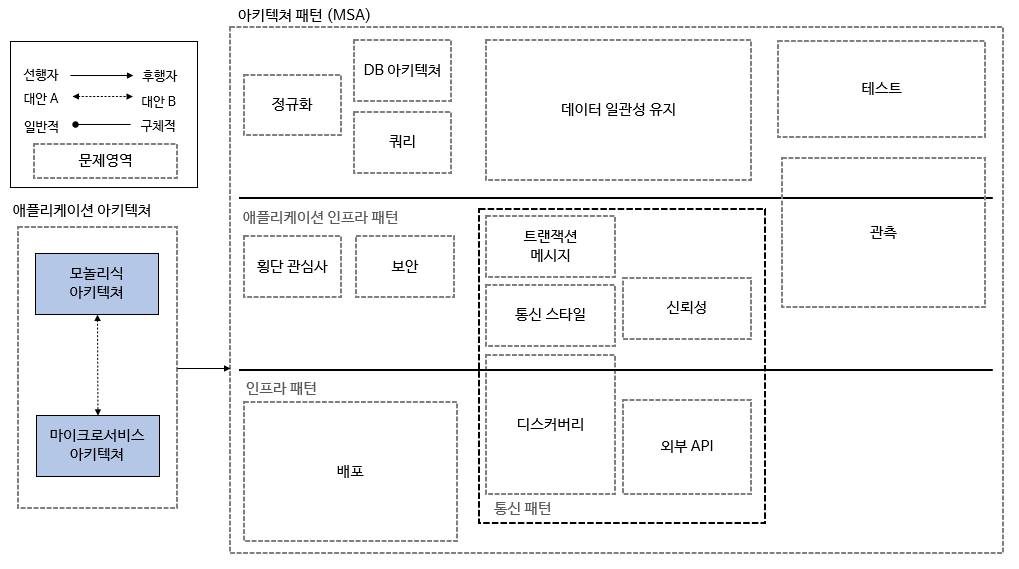 아키텍쳐 패턴 (MSA)
선행자 후행자
대안 A 대안 B
일반적 구체적
문제영역
애플리케이션 아키텍쳐
모놀리식
아키텍쳐
마이크로서비스
아키텍쳐
정규화
DB 아키텍쳐
쿼리
데이터 일관성 유지
테스트
관측
애플리케이션 인프라 패턴
횡단 관심사
보안
트랜잭션
메시지
통신 스타일
신뢰성
인프라 패턴
배포
디스커버리
외부 API
통신 패턴